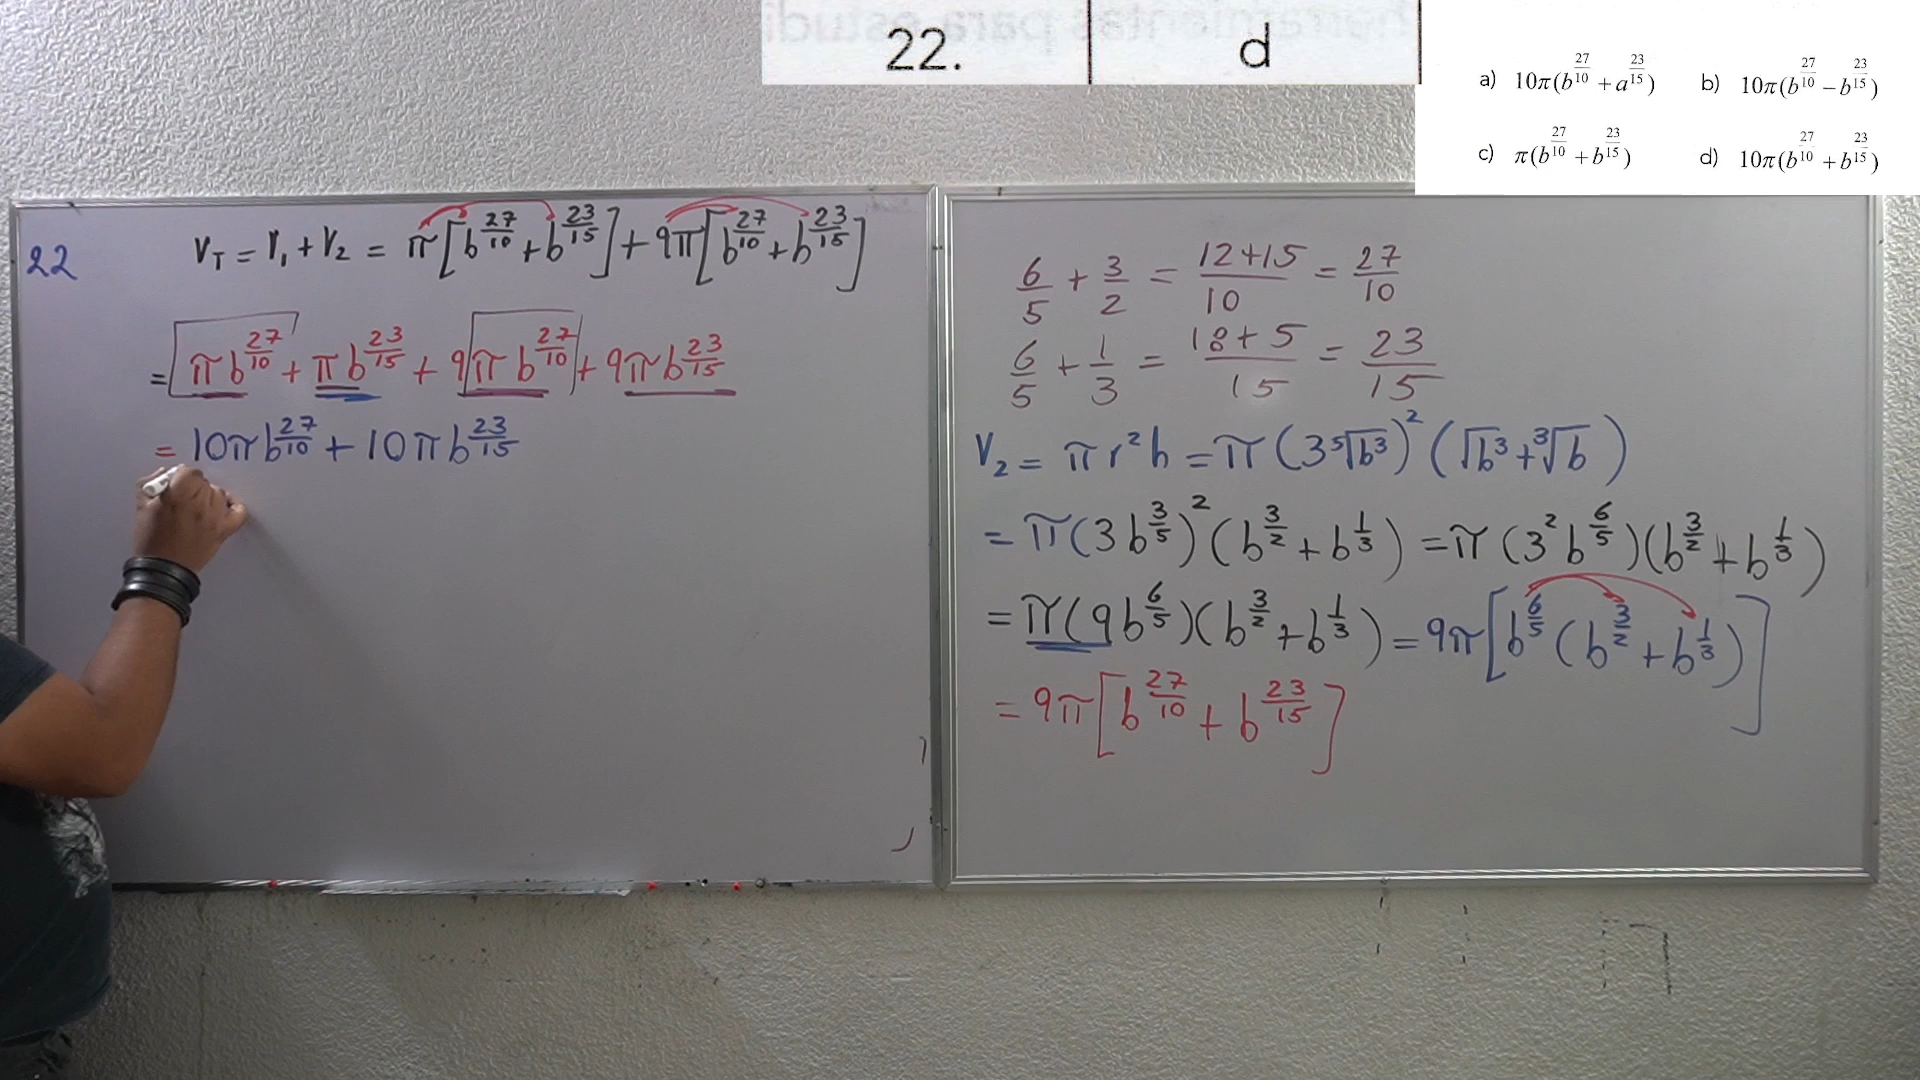 22. d
a) 10π(b^{27/10} + a^{23/15}) b) 10π(b^{27/10} − b^{23/15})
c) π(b^{27/10} + b^{23/15}) d) 10π(b^{27/10} + b^{23/15})
22
V_T = V_1 + V_2 = π[b^{27/10} + b^{23/15}] + 9π[b^{27/10} + b^{23/15}]
= πb^{27/10} + πb^{23/15} + 9πb^{27/10} + 9πb^{23/15}
= 10πb^{27/10} + 10πb^{23/15}
6/5 + 3/2 = (12+15)/10 = 27/10
6/5 + 1/3 = (18+5)/15 = 23/15
V_2 = πr²h = π(3⁵√b³)²(√b³ + ³√b)
= π(3b^{3/5})²(b^{3/2} + b^{1/3}) = π(3²b^{6/5})(b^{3/2} + b^{1/3})
= π(9b^{6/5})(b^{3/2} + b^{1/3}) = 9π[b^{6/5}(b^{3/2} + b^{1/3})]
= 9π[b^{27/10} + b^{23/15}]